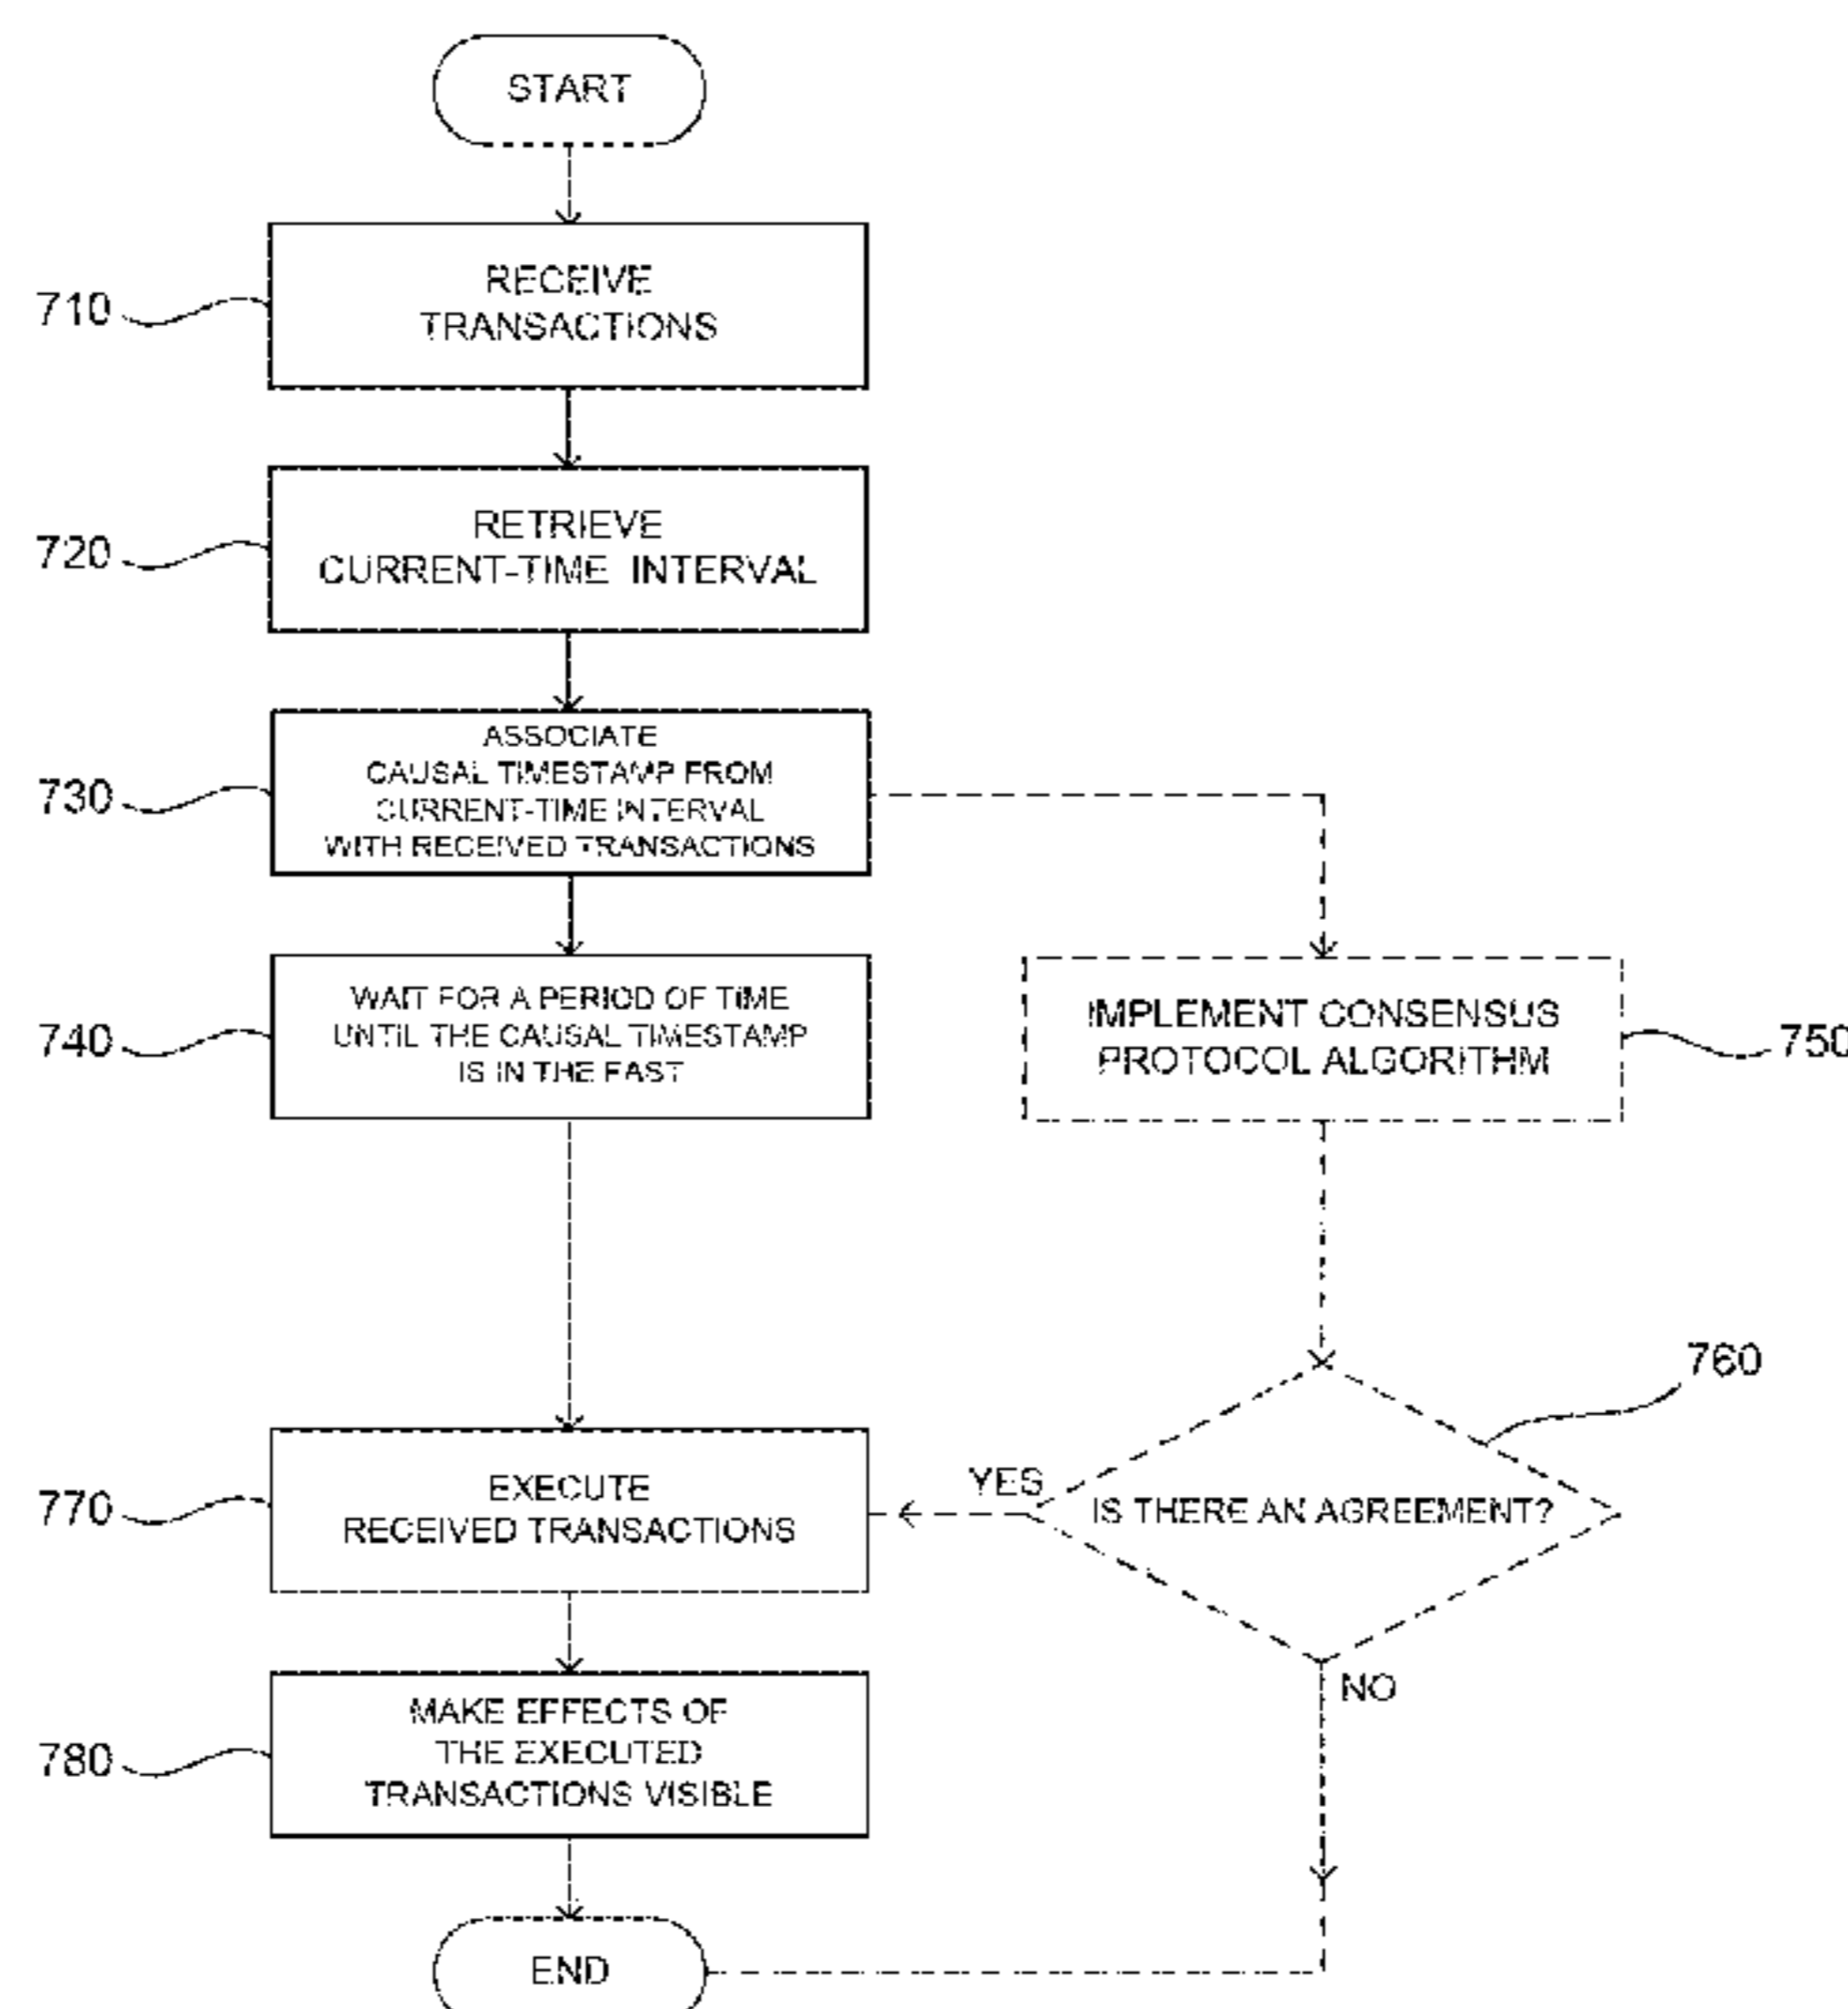 START
710
RECEIVE
TRANSACTIONS
720
RETRIEVE
CURRENT-TIME INTERVAL
730
ASSOCIATE
CAUSAL TIMESTAMP FROM
CURRENT-TIME INTERVAL
WITH RECEIVED TRANSACTIONS
740
WAIT FOR A PERIOD OF TIME
UNTIL THE CAUSAL TIMESTAMP
IS IN THE PAST
IMPLEMENT CONSENSUS
PROTOCOL ALGORITHM
750
760
IS THERE AN AGREEMENT?
YES
NO
770
EXECUTE
RECEIVED TRANSACTIONS
780
MAKE EFFECTS OF
THE EXECUTED
TRANSACTIONS VISIBLE
END